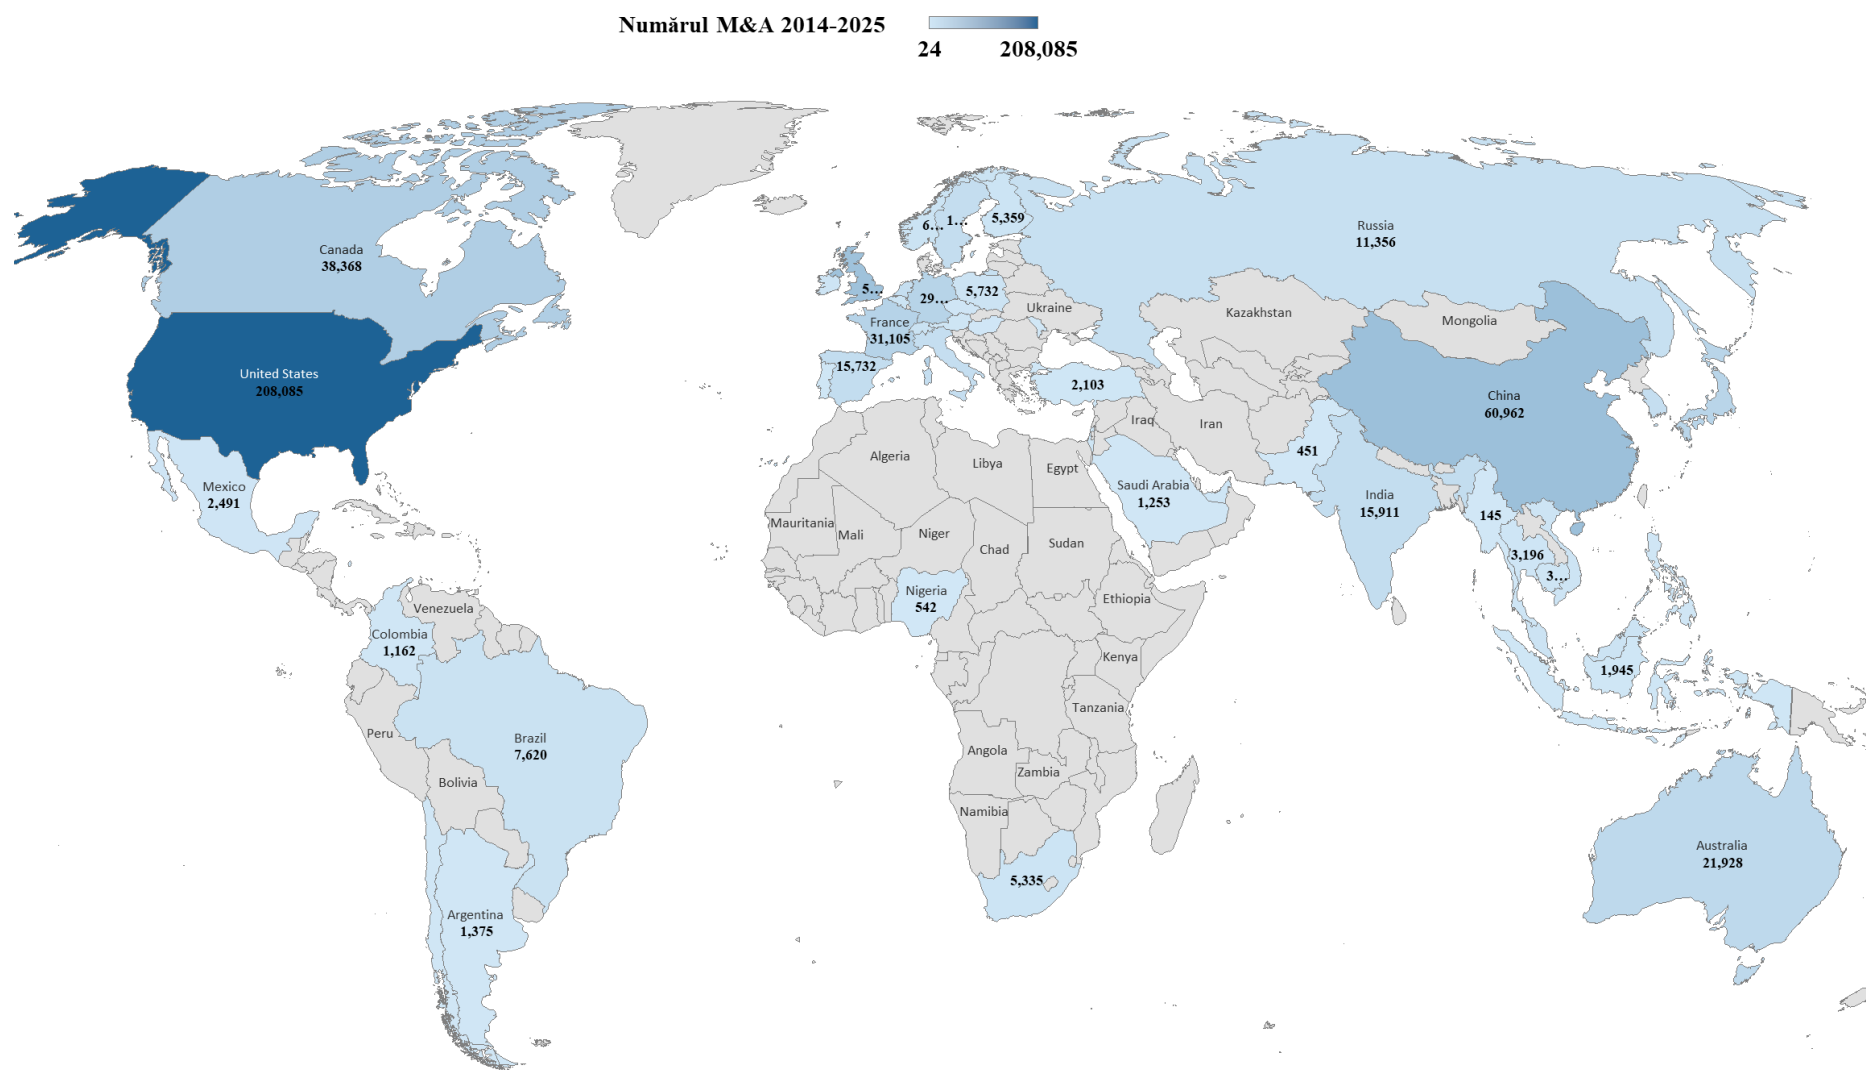 Numărul M&A 2014-2025
24 208,085
Canada
38,368
United States
208,085
Mexico
2,491
Venezuela
Colombia
1,162
Peru
Brazil
7,620
Bolivia
Argentina
1,375
6...
1...
5,359
5...
29...
5,732
Ukraine
France
31,105
15,732
2,103
Russia
11,356
Kazakhstan
Mongolia
China
60,962
Iraq
Iran
451
Algeria
Libya
Egypt
Saudi Arabia
1,253
India
15,911
145
3,196
3...
Mauritania
Mali
Niger
Chad
Sudan
Nigeria
542
Ethiopia
Kenya
Tanzania
Angola
Zambia
Namibia
5,335
1,945
Australia
21,928